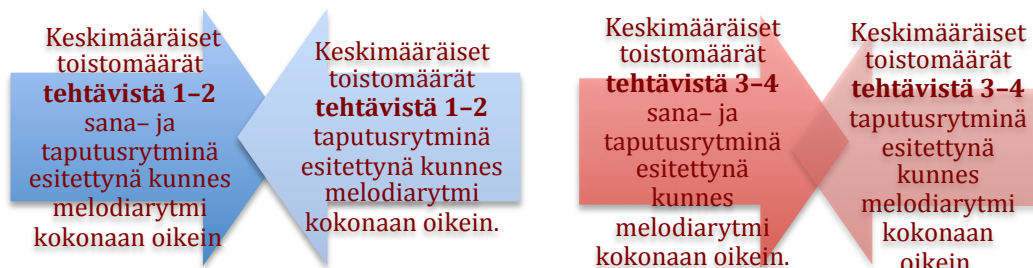 Keskimääräiset
toistomäärät
tehtävistä 1–2
sana– ja
taputusrytminä
esitettynä kunnes
melodiarytmi
kokonaan oikein
Keskimääräiset
toistomäärät
tehtävistä 1–2
taputusrytminä
esitettynä kunnes
melodiarytmi
kokonaan oikein.
Keskimääräiset
toistomäärät
tehtävistä 3–4
sana– ja
taputusrytminä
esitettynä
kunnes
melodiarytmi
kokonaan oikein.
Keskimääräiset
toistomäärät
tehtävistä 3–4
taputusrytminä
esitettynä
kunnes
melodiarytmi
kokonaan
oikein